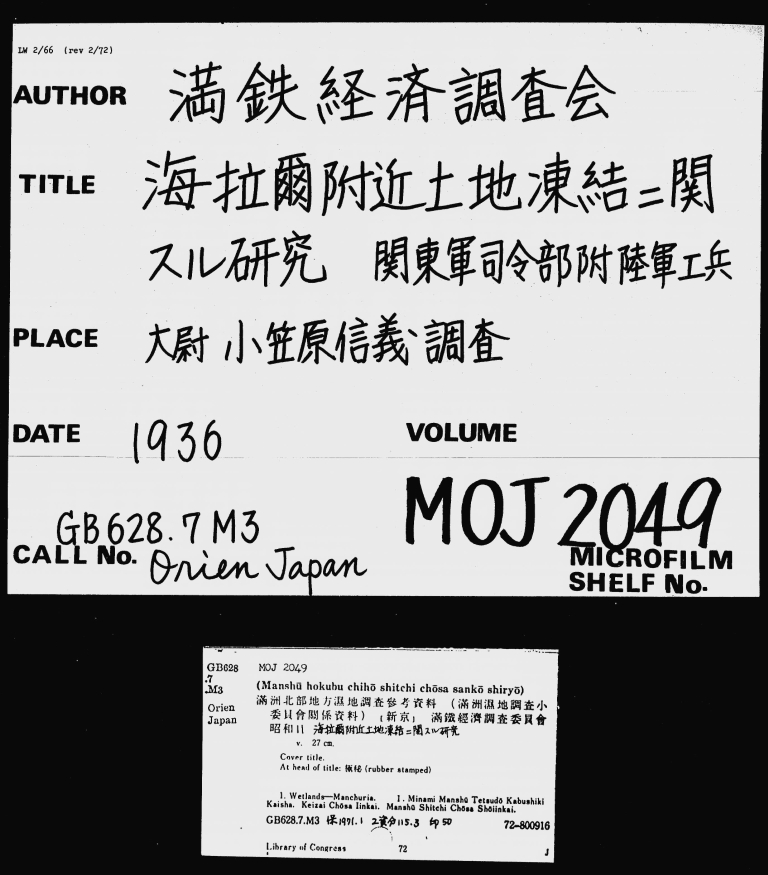 LW 2/66 (rev 2/72)
AUTHOR 満鉄経済調査会
TITLE 海拉爾附近土地凍結ニ関
スル研究 関東軍司令部附陸軍工兵
PLACE 大尉 小笠原信義調査
DATE 1936 VOLUME
GB628.7 M3 MOJ 2049
CALL No. Orien Japan MICROFILM
SHELF No.
GB628 MOJ 2049
.7
.M3 (Manshū hokubu chihō shitchi chōsa sankō shiryō)
Orien 滿洲北部地方濕地調査參考資料 (滿洲濕地調査小
Japan 委員會關係資料) 〔新京〕 滿鐵經濟調査委員會
昭和11 海拉爾附近土地凍結ニ関スル研究
v. 27 cm.
Cover title.
At head of title: 極秘 (rubber stamped)
1. Wetlands—Manchuria. I. Minami Manshū Tetsudō Kabushiki
Kaisha. Keizai Chōsa Iinkai. Manshū Shitchi Chōsa Shōiinkai.
GB628.7.M3 72-800916
Library of Congress 72 J